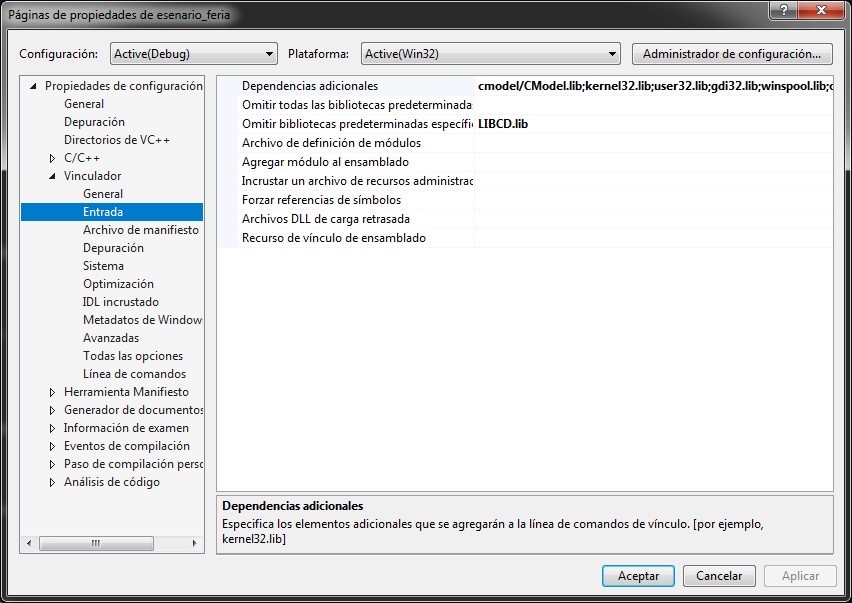 Páginas de propiedades de esenario_feria
Configuración: Active(Debug) Plataforma: Active(Win32) Administrador de configuración...
Propiedades de configuración
General
Depuración
Directorios de VC++
C/C++
Vinculador
General
Entrada
Archivo de manifiesto
Depuración
Sistema
Optimización
IDL incrustado
Metadatos de Window
Avanzadas
Todas las opciones
Línea de comandos
Herramienta Manifiesto
Generador de documentos
Información de examen
Eventos de compilación
Paso de compilación perso
Análisis de código
Dependencias adicionales cmodel/CModel.lib;kernel32.lib;user32.lib;gdi32.lib;winspool.lib;c
Omitir todas las bibliotecas predeterminadas
Omitir bibliotecas predeterminadas específi LIBCD.lib
Archivo de definición de módulos
Agregar módulo al ensamblado
Incrustar un archivo de recursos administrac
Forzar referencias de símbolos
Archivos DLL de carga retrasada
Recurso de vínculo de ensamblado
Dependencias adicionales
Especifica los elementos adicionales que se agregarán a la línea de comandos de vínculo. [por ejemplo,
kernel32.lib]
Aceptar Cancelar Aplicar